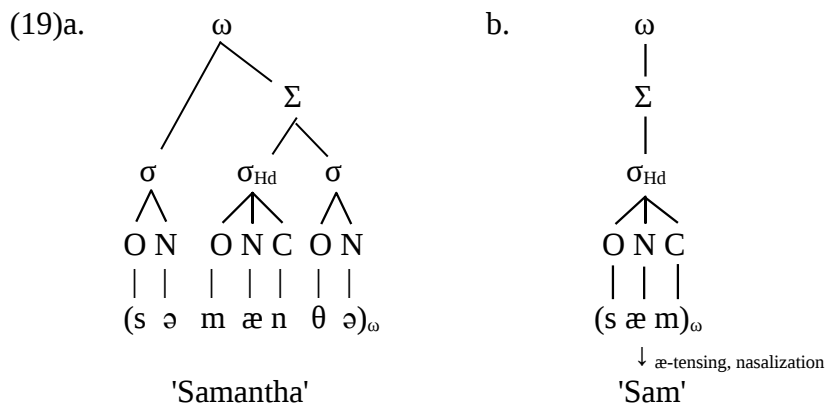 (19)a. ω b. ω
Σ Σ
σ σHd σ σHd
O N O N C O N O N C
(s ə m æ n θ ə)ω (s æ m)ω
↓ æ-tensing, nasalization
'Samantha' 'Sam'